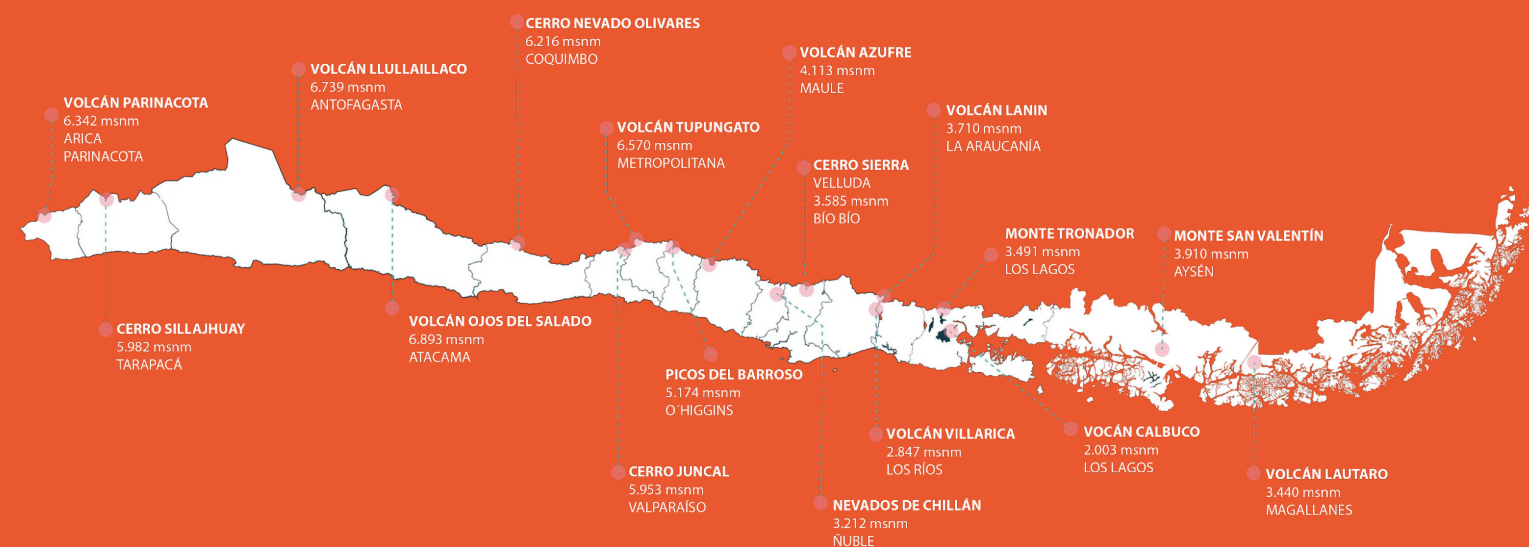 CERRO NEVADO OLIVARES
6.216 msnm
COQUIMBO
VOLCÁN AZUFRE
4.113 msnm
MAULE
VOLCÁN LLULLAILLACO
6.739 msnm
ANTOFAGASTA
VOLCÁN PARINACOTA
6.342 msnm
ARICA
PARINACOTA
VOLCÁN TUPUNGATO
6.570 msnm
METROPOLITANA
VOLCÁN LANIN
3.710 msnm
LA ARAUCANÍA
CERRO SIERRA
VELLUDA
3.585 msnm
BÍO BÍO
MONTE TRONADOR
3.491 msnm
LOS LAGOS
MONTE SAN VALENTÍN
3.910 msnm
AYSÉN
CERRO SILLAJHUAY
5.982 msnm
TARAPACÁ
VOLCÁN OJOS DEL SALADO
6.893 msnm
ATACAMA
PICOS DEL BARROSO
5.174 msnm
O´HIGGINS
VOLCÁN VILLARICA
2.847 msnm
LOS RÍOS
VOCÁN CALBUCO
2.003 msnm
LOS LAGOS
CERRO JUNCAL
5.953 msnm
VALPARAÍSO
VOLCÁN LAUTARO
3.440 msnm
MAGALLANES
NEVADOS DE CHILLÁN
3.212 msnm
ÑUBLE